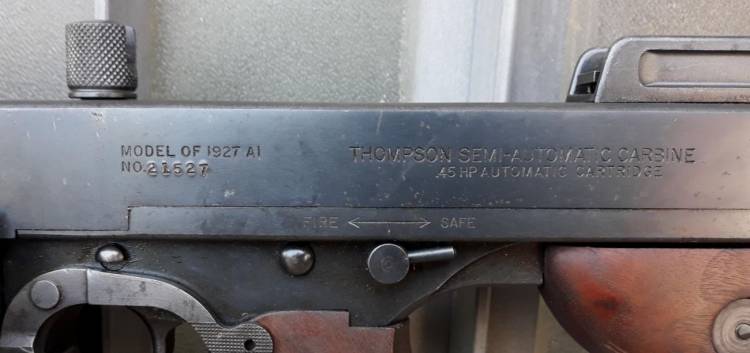 MODEL OF 1927 A1
NO. 21527
THOMPSON SEMI-AUTOMATIC CARBINE
.45 HP AUTOMATIC CARTRIDGE
FIRE SAFE